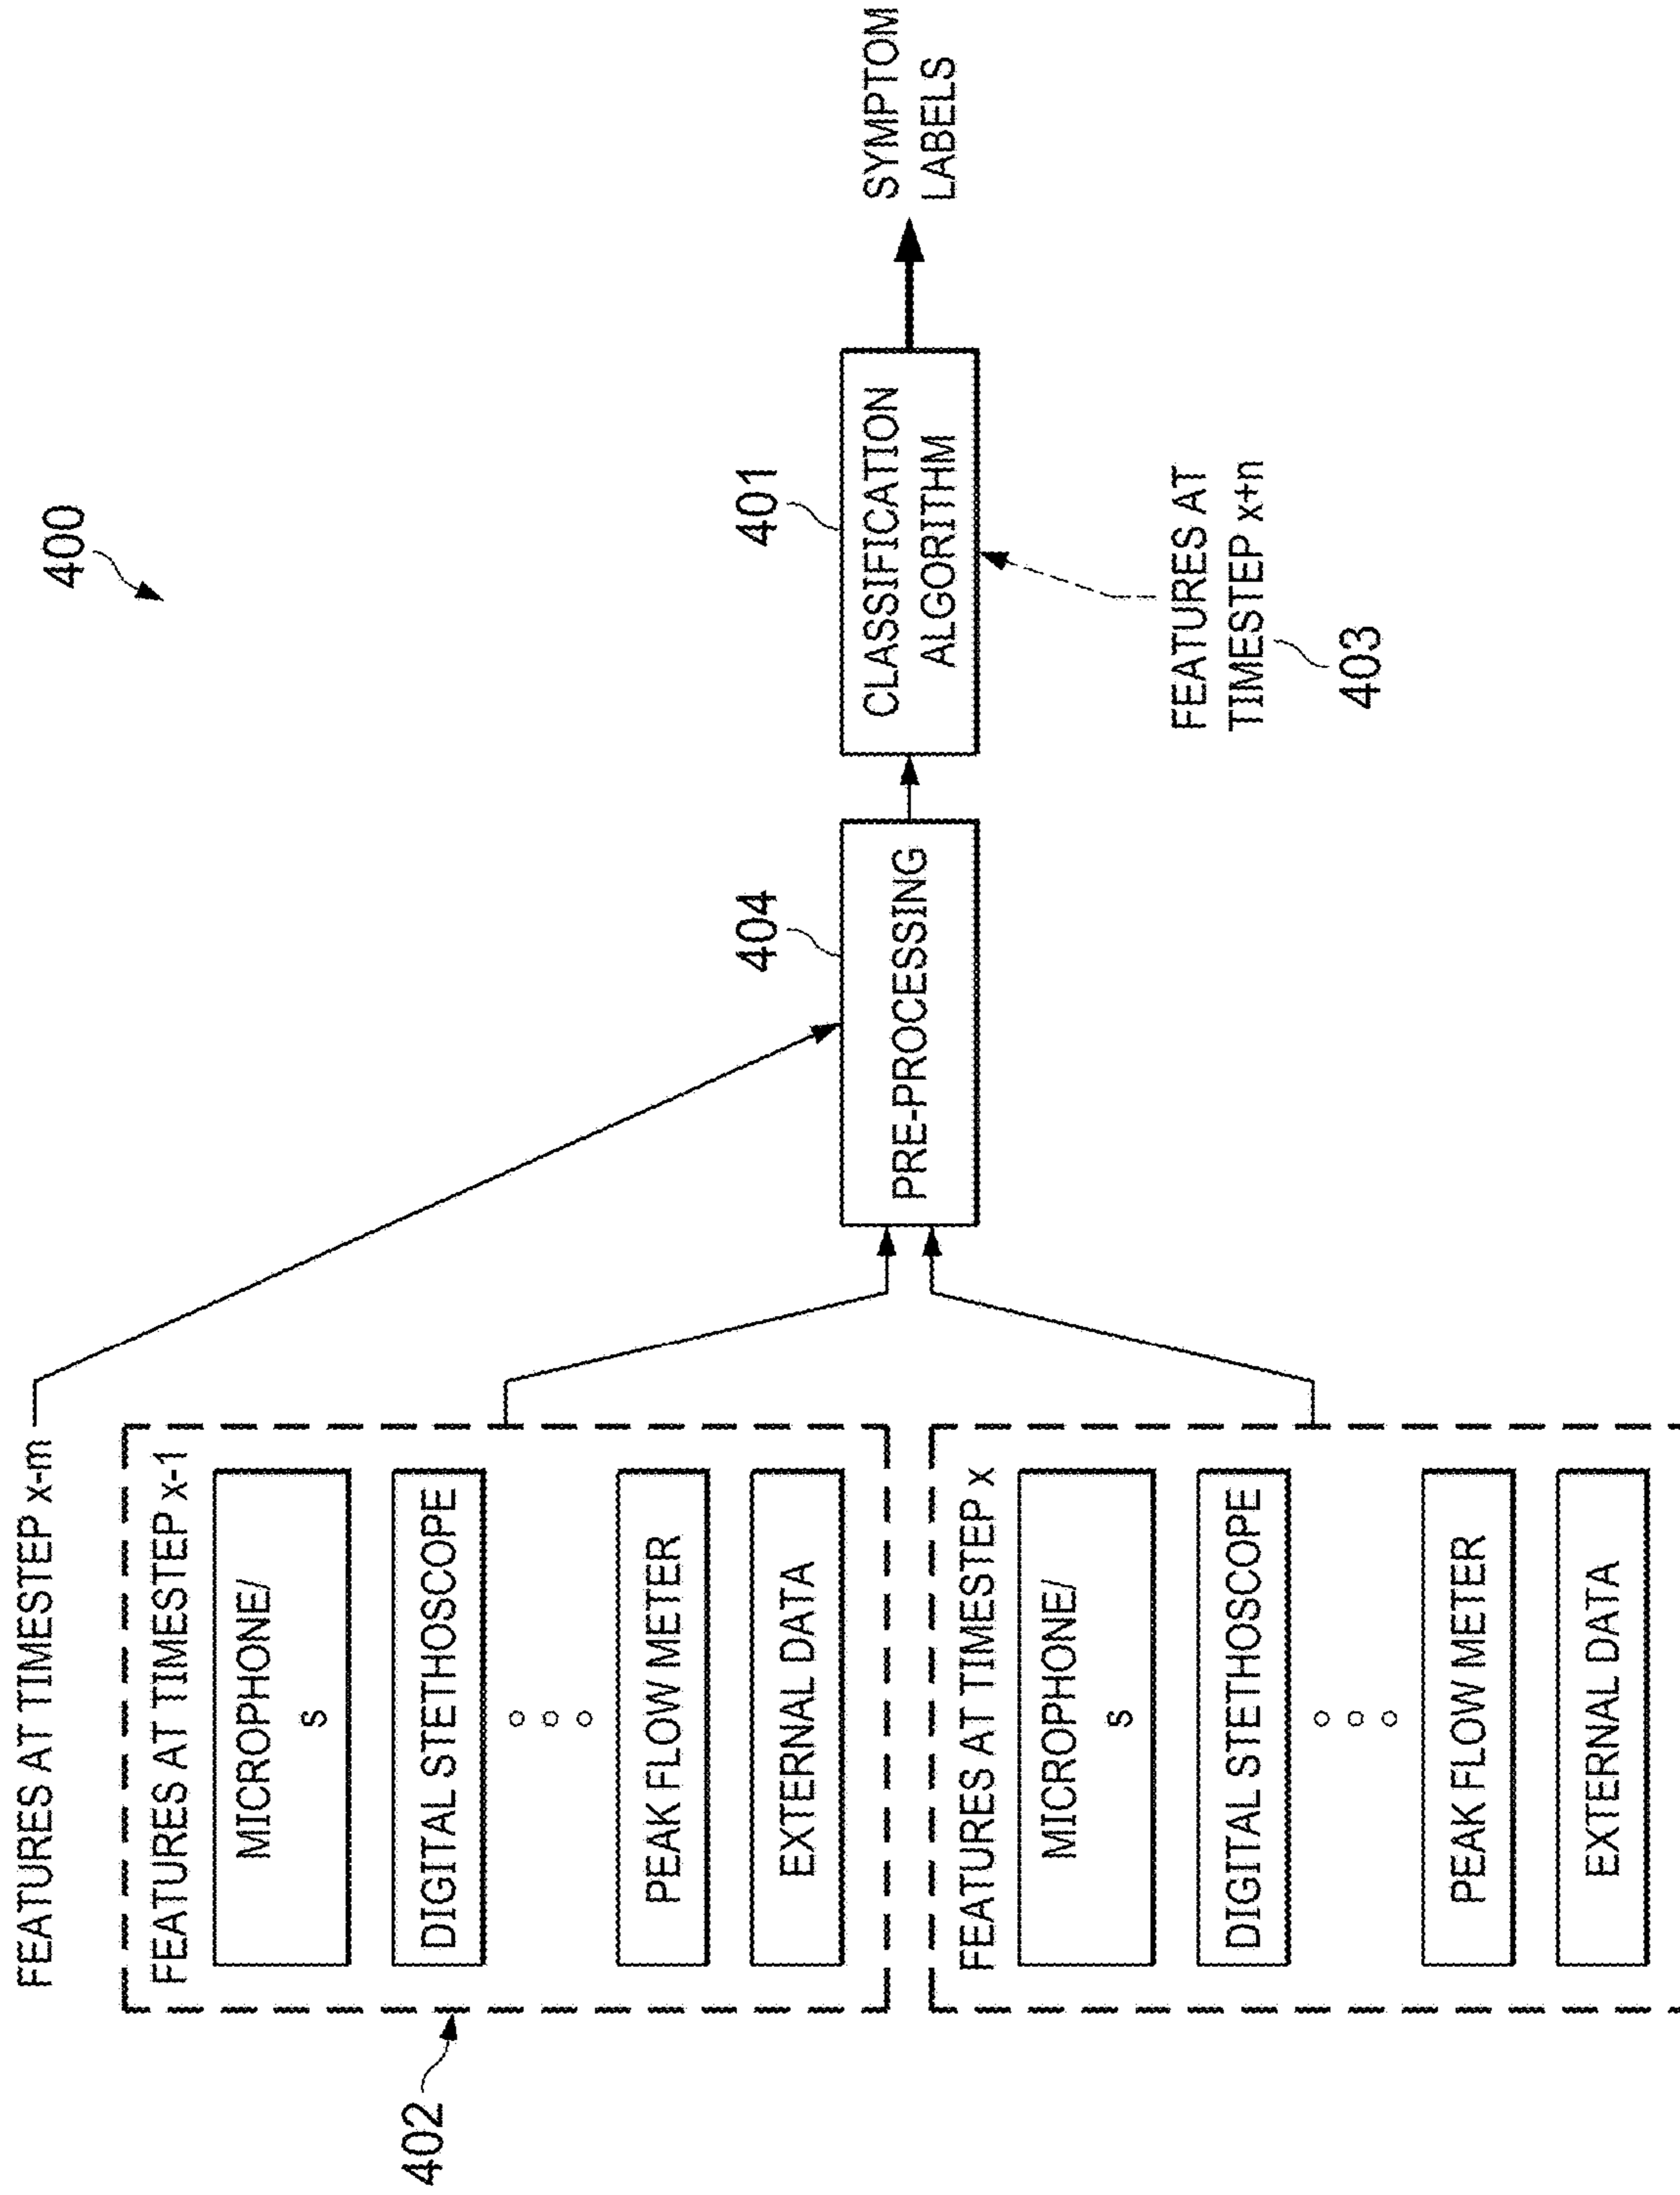 400
FEATURES AT TIMESTEP x-m
402
FEATURES AT TIMESTEP x-1
MICROPHONE/
s
DIGITAL STETHOSCOPE
PEAK FLOW METER
EXTERNAL DATA
FEATURES AT TIMESTEP x
MICROPHONE/
s
DIGITAL STETHOSCOPE
PEAK FLOW METER
EXTERNAL DATA
404
PRE-PROCESSING
401
CLASSIFICATION
ALGORITHM
FEATURES AT
TIMESTEP x+n
403
SYMPTOM
LABELS